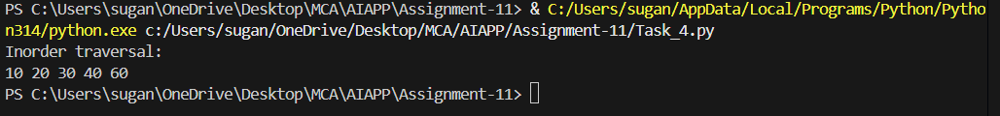 PS C:\Users\sugan\OneDrive\Desktop\MCA\AIAPP\Assignment-11> & C:/Users/sugan/AppData/Local/Programs/Python/Pytho
n314/python.exe c:/Users/sugan/OneDrive/Desktop/MCA/AIAPP/Assignment-11/Task_4.py
Inorder traversal:
10 20 30 40 60
PS C:\Users\sugan\OneDrive\Desktop\MCA\AIAPP\Assignment-11>